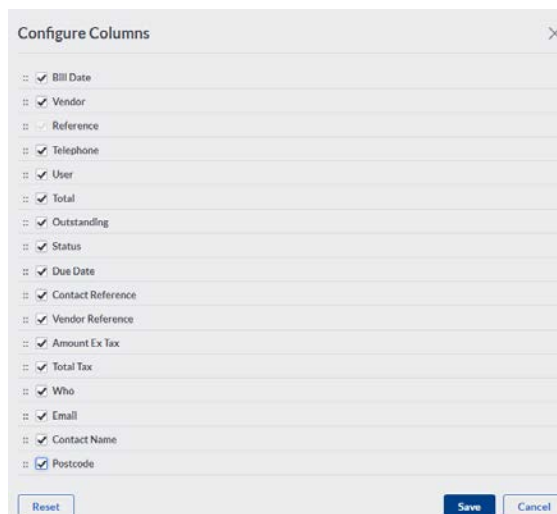 Configure Columns
Bill Date
Vendor
Reference
Telephone
User
Total
Outstanding
Status
Due Date
Contact Reference
Vendor Reference
Amount Ex Tax
Total Tax
Who
Email
Contact Name
Postcode
Reset Save Cancel